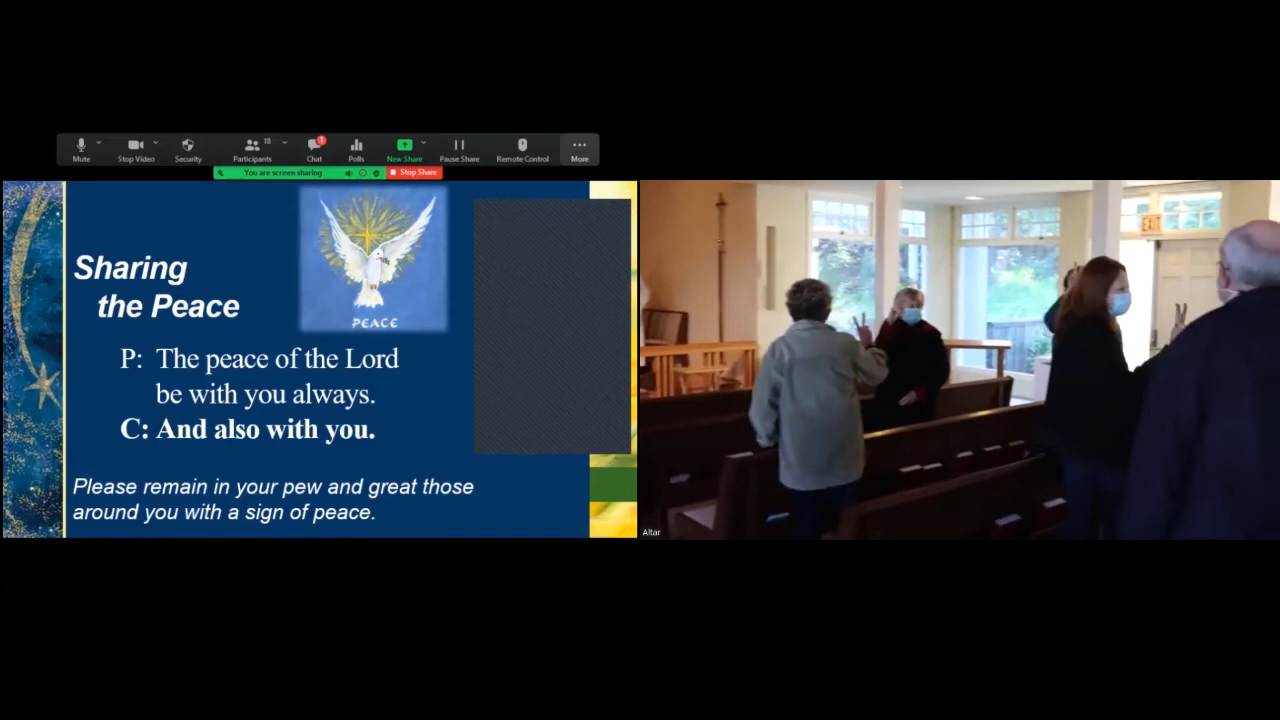 Mute
Stop Video
Security
Participants
18
Chat
1
Polls
New Share
Pause Share
Remote Control
More
You are screen sharing
Stop Share
PEACE
Sharing
the Peace
P: The peace of the Lord
be with you always.
C: And also with you.
Please remain in your pew and great those
around you with a sign of peace.
EXIT
Altar